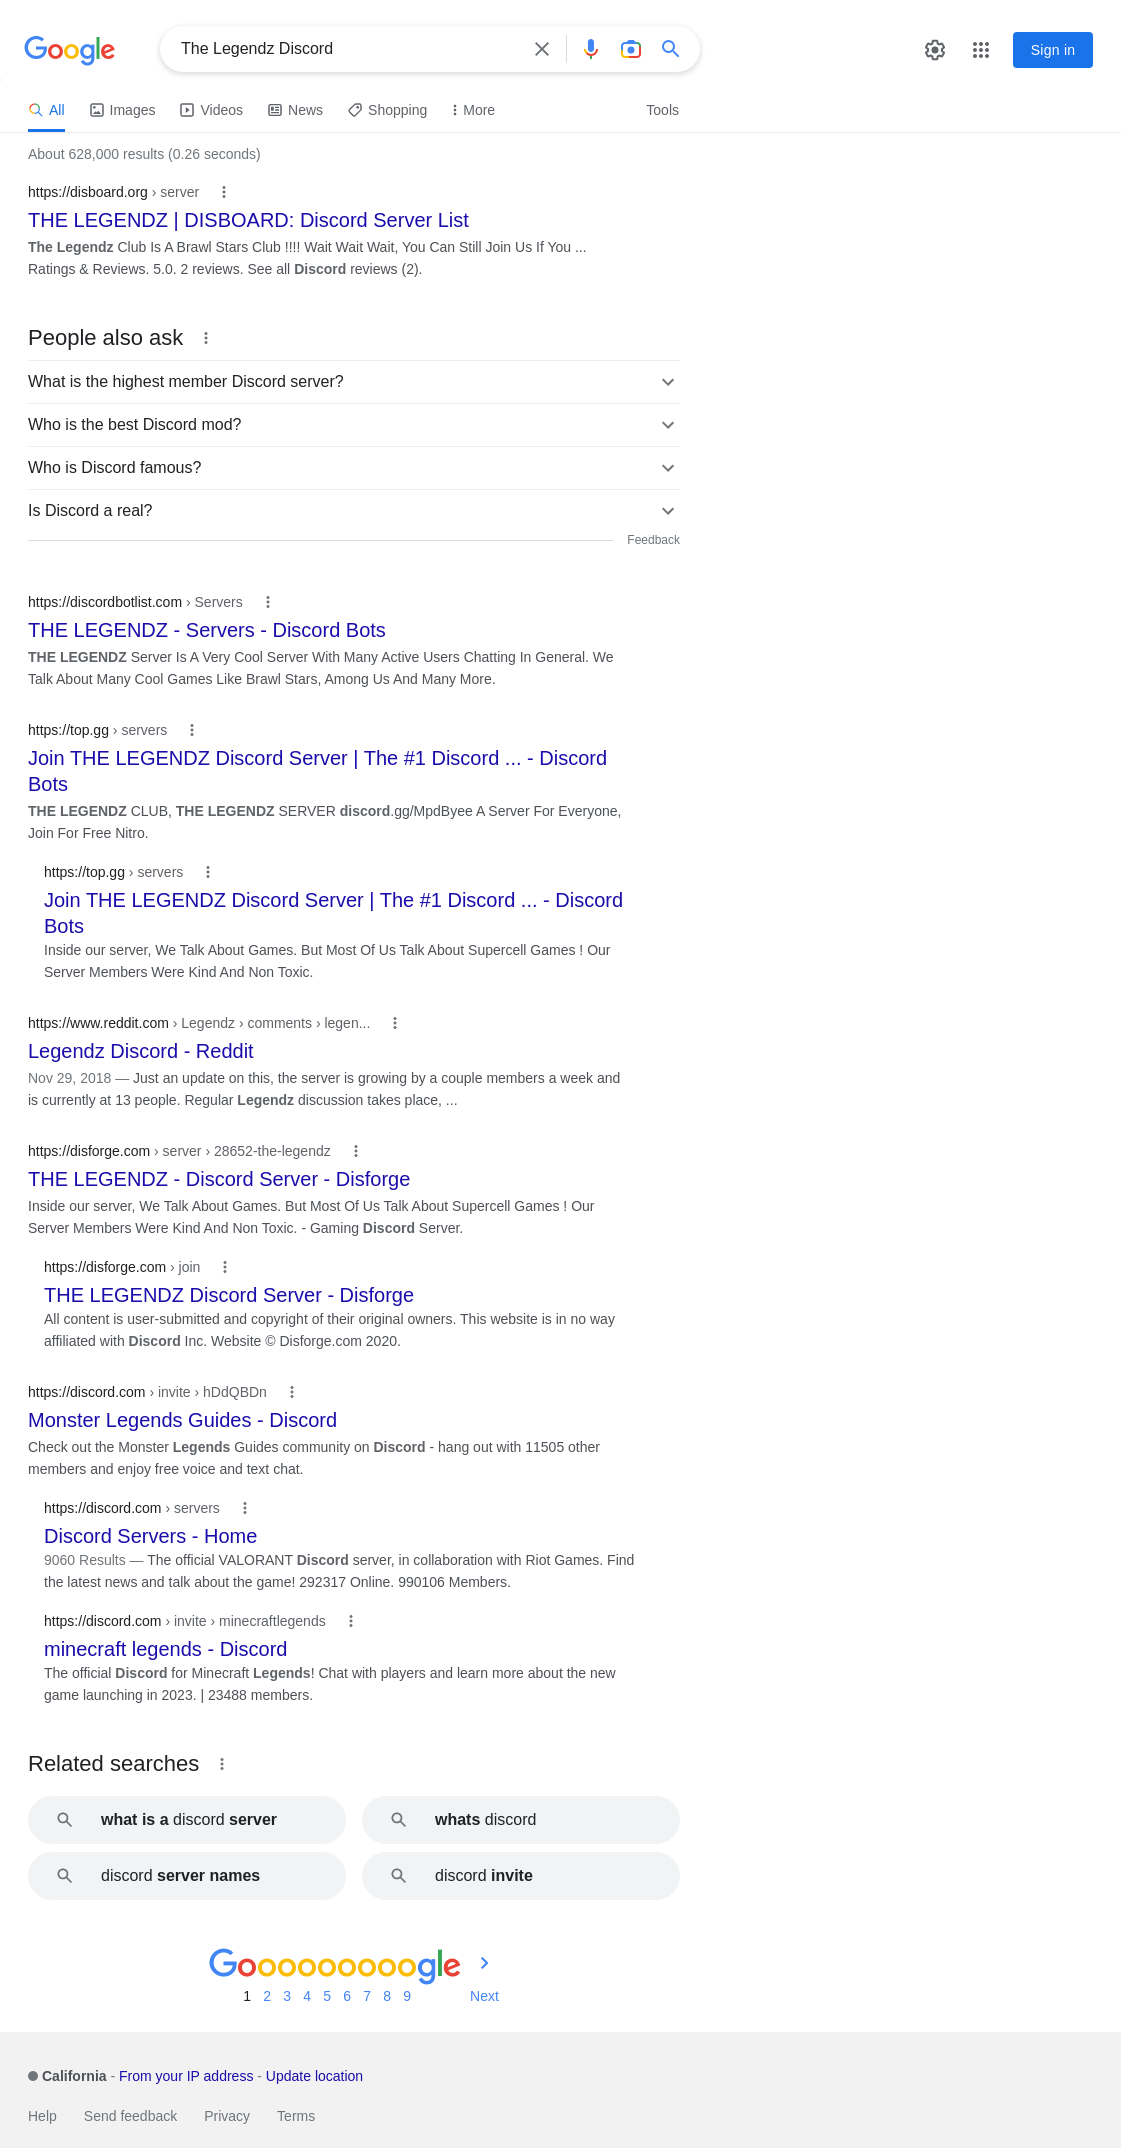 Google
The Legendz Discord
Sign in
All Images Videos News Shopping More Tools
About 628,000 results (0.26 seconds)
https://disboard.org › server
THE LEGENDZ | DISBOARD: Discord Server List
The Legendz Club Is A Brawl Stars Club !!!! Wait Wait Wait, You Can Still Join Us If You ...
Ratings & Reviews. 5.0. 2 reviews. See all Discord reviews (2).
People also ask
What is the highest member Discord server?
Who is the best Discord mod?
Who is Discord famous?
Is Discord a real?
Feedback
https://discordbotlist.com › Servers
THE LEGENDZ - Servers - Discord Bots
THE LEGENDZ Server Is A Very Cool Server With Many Active Users Chatting In General. We
Talk About Many Cool Games Like Brawl Stars, Among Us And Many More.
https://top.gg › servers
Join THE LEGENDZ Discord Server | The #1 Discord ... - Discord
Bots
THE LEGENDZ CLUB, THE LEGENDZ SERVER discord.gg/MpdByee A Server For Everyone,
Join For Free Nitro.
https://top.gg › servers
Join THE LEGENDZ Discord Server | The #1 Discord ... - Discord
Bots
Inside our server, We Talk About Games. But Most Of Us Talk About Supercell Games ! Our
Server Members Were Kind And Non Toxic.
https://www.reddit.com › Legendz › comments › legen...
Legendz Discord - Reddit
Nov 29, 2018 — Just an update on this, the server is growing by a couple members a week and
is currently at 13 people. Regular Legendz discussion takes place, ...
https://disforge.com › server › 28652-the-legendz
THE LEGENDZ - Discord Server - Disforge
Inside our server, We Talk About Games. But Most Of Us Talk About Supercell Games ! Our
Server Members Were Kind And Non Toxic. - Gaming Discord Server.
https://disforge.com › join
THE LEGENDZ Discord Server - Disforge
All content is user-submitted and copyright of their original owners. This website is in no way
affiliated with Discord Inc. Website © Disforge.com 2020.
https://discord.com › invite › hDdQBDn
Monster Legends Guides - Discord
Check out the Monster Legends Guides community on Discord - hang out with 11505 other
members and enjoy free voice and text chat.
https://discord.com › servers
Discord Servers - Home
9060 Results — The official VALORANT Discord server, in collaboration with Riot Games. Find
the latest news and talk about the game! 292317 Online. 990106 Members.
https://discord.com › invite › minecraftlegends
minecraft legends - Discord
The official Discord for Minecraft Legends! Chat with players and learn more about the new
game launching in 2023. | 23488 members.
Related searches
what is a discord server
whats discord
discord server names
discord invite
Goooooooooogle
1 2 3 4 5 6 7 8 9 Next
California - From your IP address - Update location
Help Send feedback Privacy Terms